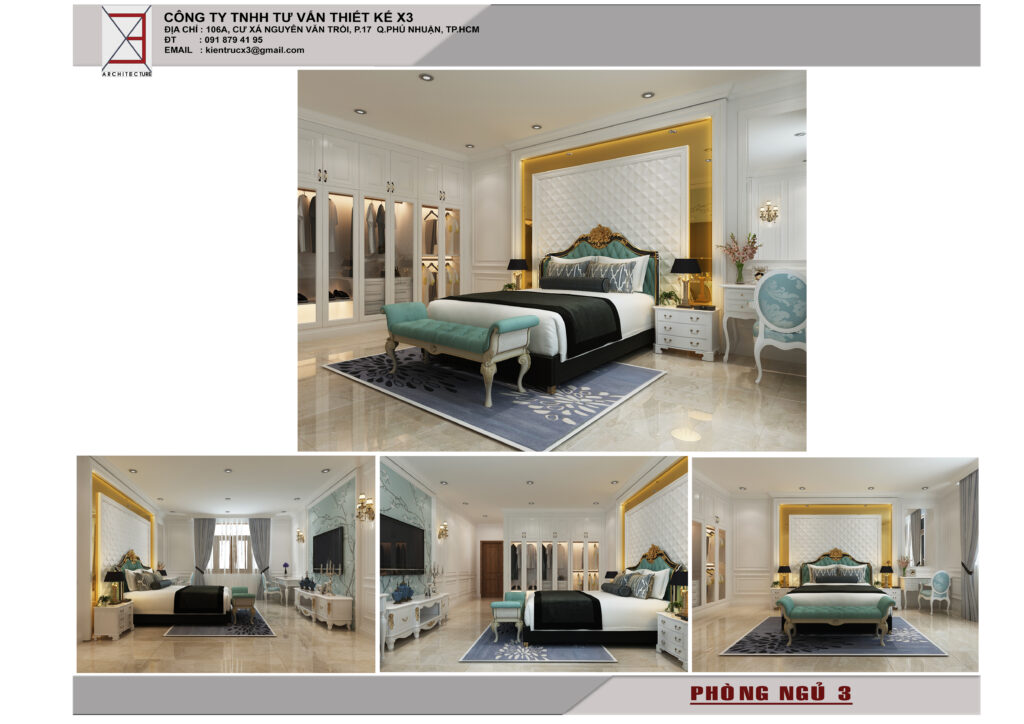 CÔNG TY TNHH TƯ VẤN THIẾT KẾ X3
ĐỊA CHỈ : 106A, CƯ XÁ NGUYỄN VĂN TRỖI, P.17 Q.PHÚ NHUẬN, TP.HCM
ĐT : 091 879 41 95
EMAIL : kientrucx3@gmail.com
ARCHITECTURE
PHÒNG NGỦ 3